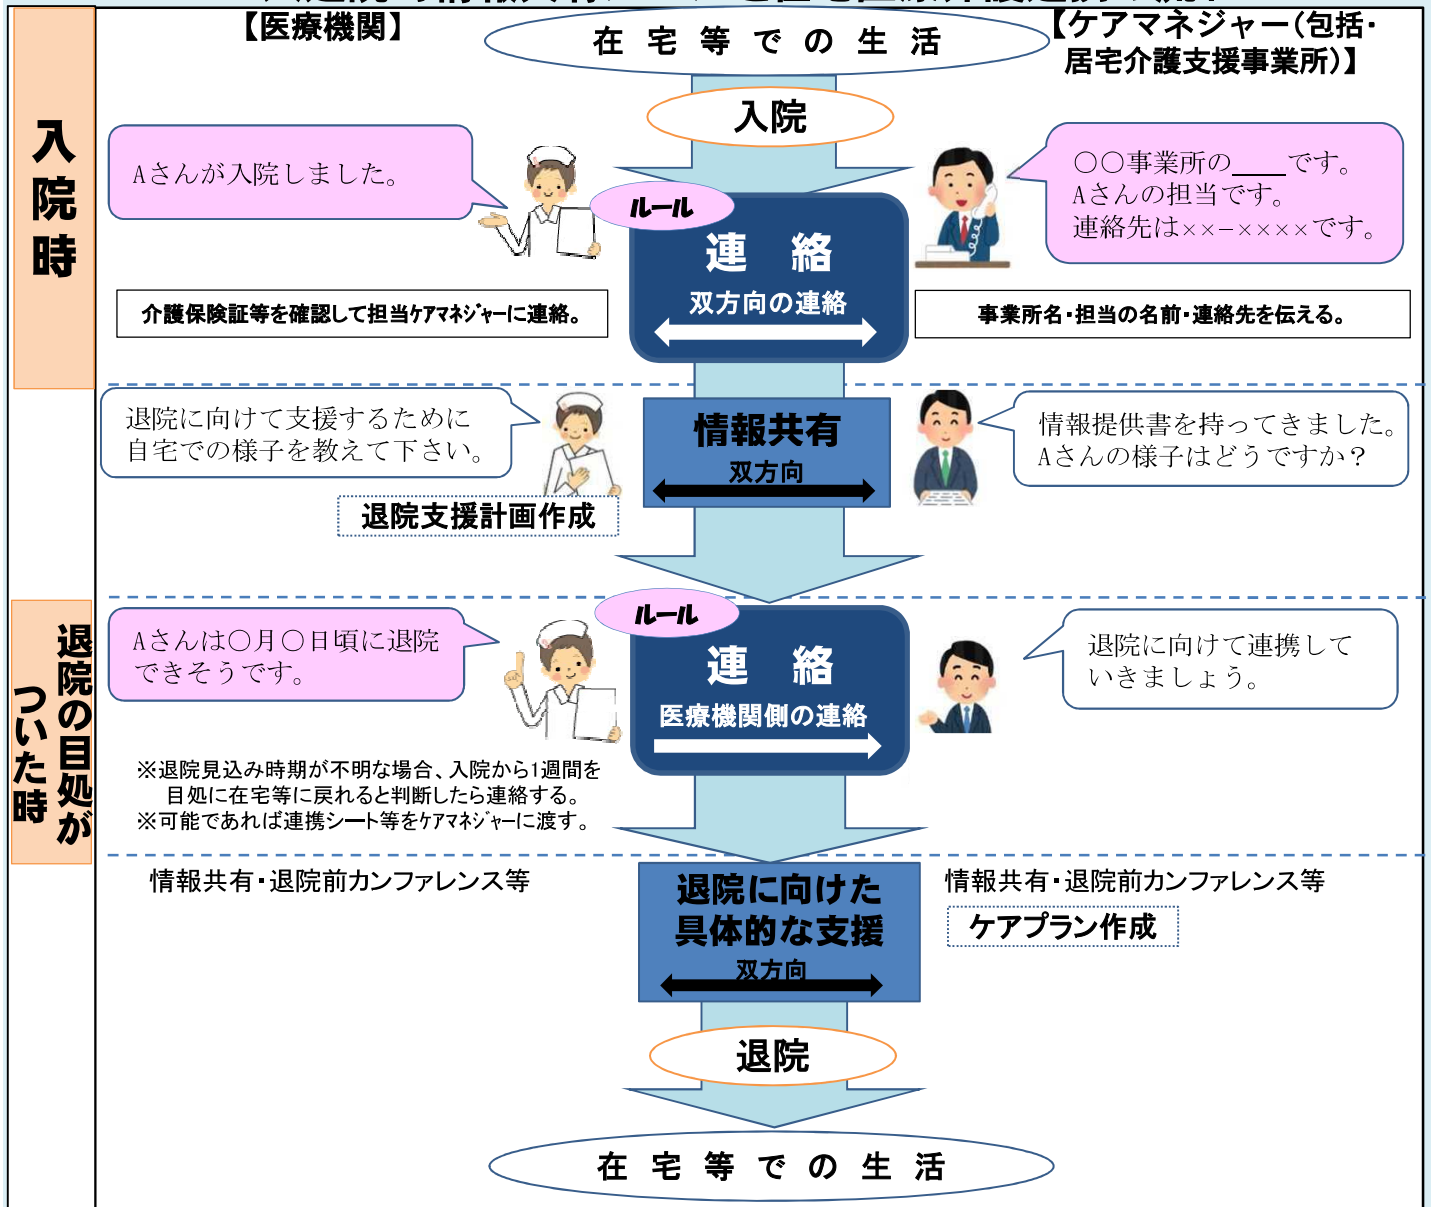 【医療機関】
在宅等での生活
【ケアマネジャー（包括・
居宅介護支援事業所）】
入院時
入院
Aさんが入院しました。
ルール
〇〇事業所の____です。
Aさんの担当です。
連絡先は××−××××です。
連絡
双方向の連絡
介護保険証等を確認して担当ｹｱﾏﾈｼﾞｬｰに連絡。
事業所名・担当の名前・連絡先を伝える。
退院に向けて支援するために
自宅での様子を教えて下さい。
情報共有
双方向
情報提供書を持ってきました。
Aさんの様子はどうですか？
退院支援計画作成
退院の目処が
ついた時
ルール
Aさんは〇月〇日頃に退院
できそうです。
連絡
医療機関側の連絡
退院に向けて連携して
いきましょう。
※退院見込み時期が不明な場合、入院から1週間を
目処に在宅等に戻れると判断したら連絡する。
※可能であれば連携シート等をｹｱﾏﾈｼﾞｬｰに渡す。
情報共有・退院前カンファレンス等
退院に向けた
具体的な支援
双方向
情報共有・退院前カンファレンス等
ケアプラン作成
退院
在宅等での生活